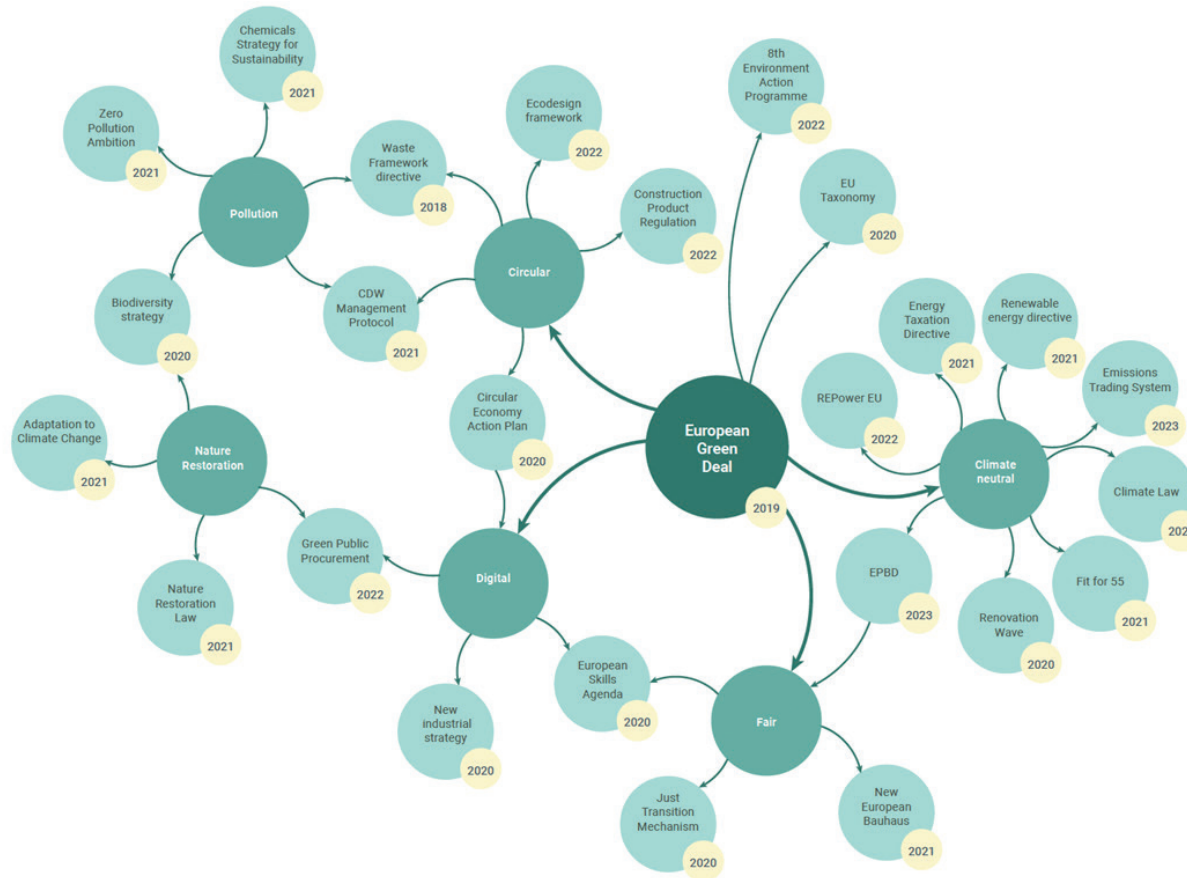 Chemicals
Strategy for
Sustainability
2021
Zero
Pollution
Ambition
2021
Pollution
Waste
Framework
directive
2018
Ecodesign
framework
2022
Construction
Product
Regulation
2022
Circular
CDW
Management
Protocol
2021
Biodiversity
strategy
2020
8th
Environment
Action
Programme
2022
EU
Taxonomy
2020
Energy
Taxation
Directive
2021
Renewable
energy directive
2021
Emissions
Trading System
2023
REPower EU
2022
Climate
neutral
Climate Law
Fit for 55
2021
Renovation
Wave
2020
EPBD
2023
European
Green
Deal
2019
Circular
Economy
Action Plan
2020
Adaptation to
Climate Change
2021
Nature
Restoration
Nature
Restoration
Law
2021
Green Public
Procurement
2022
Digital
New
industrial
strategy
2020
European
Skills
Agenda
2020
Fair
Just
Transition
Mechanism
2020
New
European
Bauhaus
2021